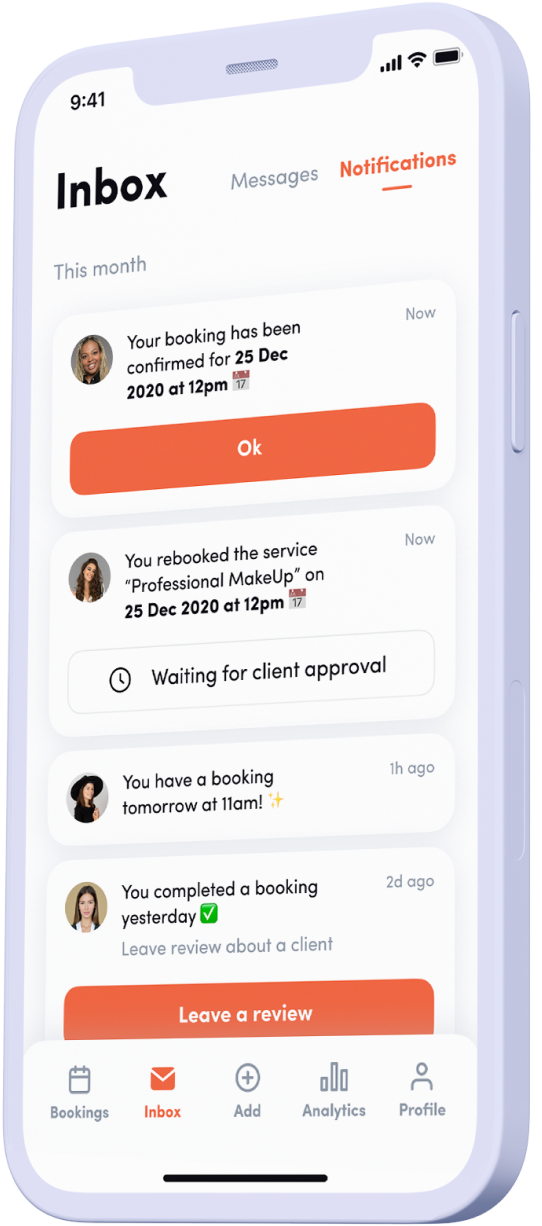 9:41
Inbox
Messages
Notifications
This month
Now
Your booking has been
confirmed for 25 Dec
2020 at 12pm 📅
Ok
Now
You rebooked the service
“Professional MakeUp” on
25 Dec 2020 at 12pm 📅
Waiting for client approval
1h ago
You have a booking
tomorrow at 11am! ✨
2d ago
You completed a booking
yesterday ✅
Leave review about a client
Leave a review
Bookings
Inbox
Add
Analytics
Profile